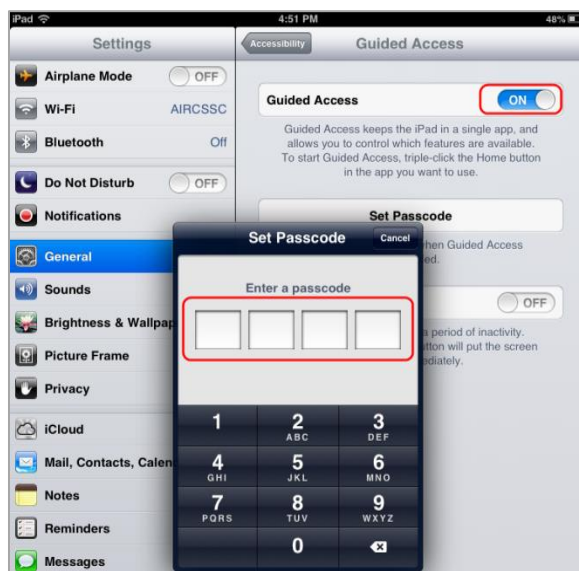 iPad
4:51 PM
48%
Settings
Airplane Mode OFF
Wi-Fi AIRCSSC
Bluetooth Off
Do Not Disturb OFF
Notifications
General
Sounds
Brightness & Wallpap
Picture Frame
Privacy
iCloud
Mail, Contacts, Calen
Notes
Reminders
Messages
Accessibility
Guided Access
Guided Access ON
Guided Access keeps the iPad in a single app, and
allows you to control which features are available.
To start Guided Access, triple-click the Home button
in the app you want to use.
Set Passcode
when Guided Access
ed.
OFF
a period of inactivity.
utton will put the screen
ediately.
Set Passcode
Cancel
Enter a passcode
1
2 ABC
3 DEF
4 GHI
5 JKL
6 MNO
7 PQRS
8 TUV
9 WXYZ
0